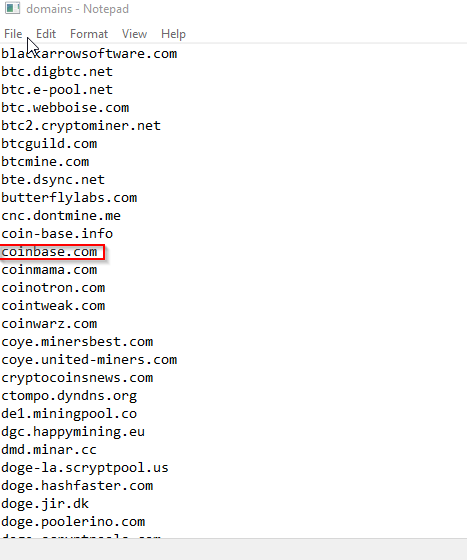 domains - Notepad
File Edit Format View Help
blackarrowsoftware.com
btc.digbtc.net
btc.e-pool.net
btc.webboise.com
btc2.cryptominer.net
btcguild.com
btcmine.com
bte.dsync.net
butterflylabs.com
cnc.dontmine.me
coin-base.info
coinbase.com
coinmama.com
coinotron.com
cointweak.com
coinwarz.com
coye.minersbest.com
coye.united-miners.com
cryptocoinsnews.com
ctompo.dyndns.org
de1.miningpool.co
dgc.happymining.eu
dmd.minar.cc
doge-la.scryptpool.us
doge.hashfaster.com
doge.jir.dk
doge.poolerino.com